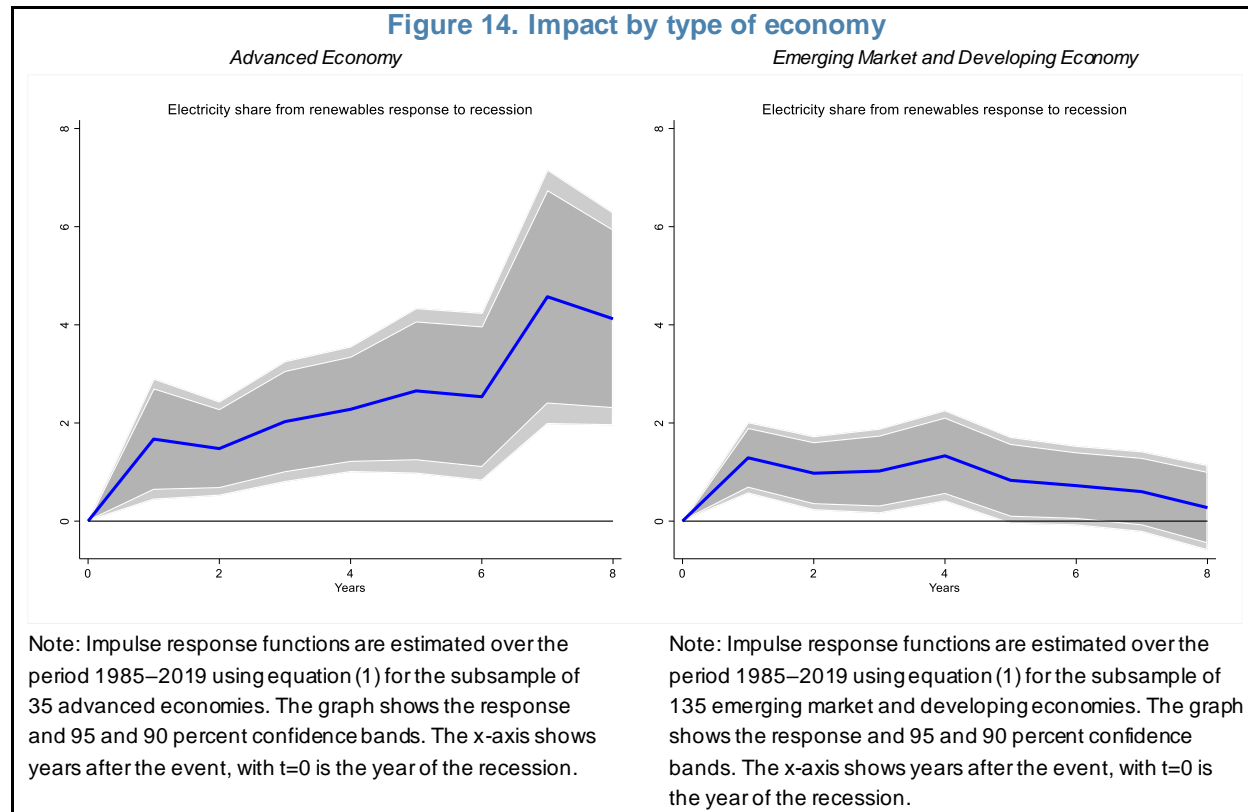 Figure 14. Impact by type of economy
Advanced Economy
Emerging Market and Developing Economy
Electricity share from renewables response to recession
8
6
4
2
0
0 2 4 6 8
Years
Electricity share from renewables response to recession
8
6
4
2
0
0 2 4 6 8
Years
Note: Impulse response functions are estimated over the
period 1985–2019 using equation (1) for the subsample of
35 advanced economies. The graph shows the response
and 95 and 90 percent confidence bands. The x-axis shows
years after the event, with t=0 is the year of the recession.
Note: Impulse response functions are estimated over the
period 1985–2019 using equation (1) for the subsample of
135 emerging market and developing economies. The graph
shows the response and 95 and 90 percent confidence
bands. The x-axis shows years after the event, with t=0 is
the year of the recession.